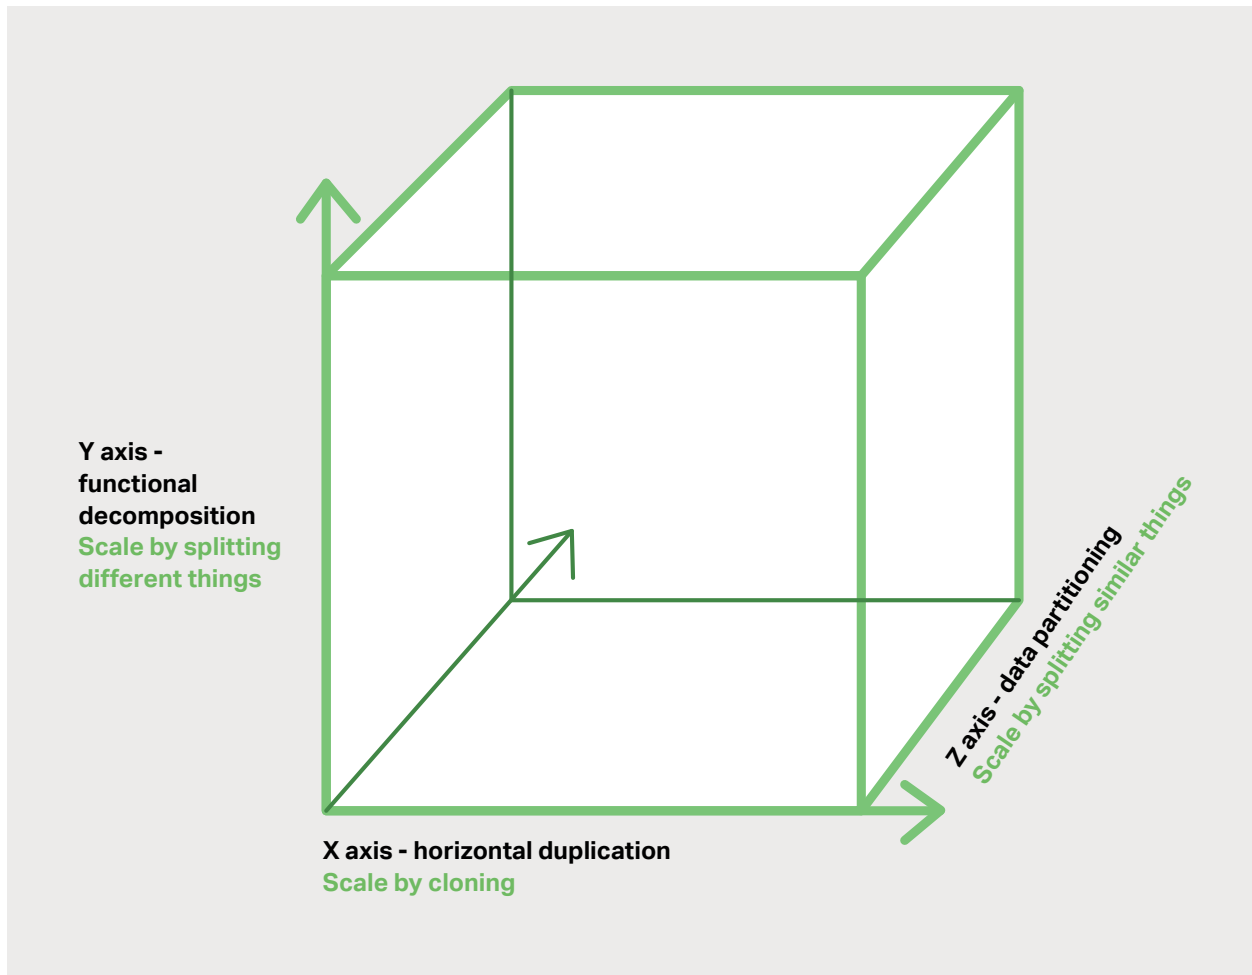 Y axis -
functional
decomposition
Scale by splitting
different things
Z axis - data partitioning
Scale by splitting similar things
X axis - horizontal duplication
Scale by cloning